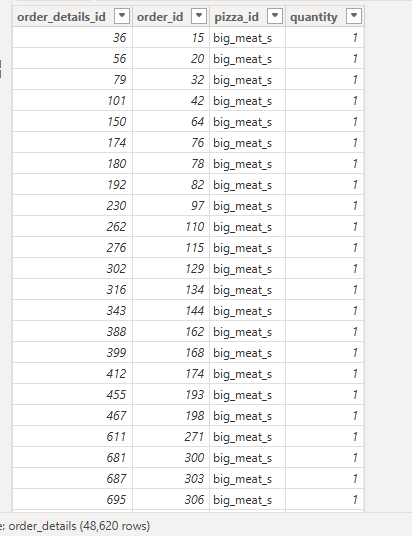 order_details_id order_id pizza_id quantity
36 15 big_meat_s 1
56 20 big_meat_s 1
79 32 big_meat_s 1
101 42 big_meat_s 1
150 64 big_meat_s 1
174 76 big_meat_s 1
180 78 big_meat_s 1
192 82 big_meat_s 1
230 97 big_meat_s 1
262 110 big_meat_s 1
276 115 big_meat_s 1
302 129 big_meat_s 1
316 134 big_meat_s 1
343 144 big_meat_s 1
388 162 big_meat_s 1
399 168 big_meat_s 1
412 174 big_meat_s 1
455 193 big_meat_s 1
467 198 big_meat_s 1
611 271 big_meat_s 1
681 300 big_meat_s 1
687 303 big_meat_s 1
695 306 big_meat_s 1
e: order_details (48,620 rows)